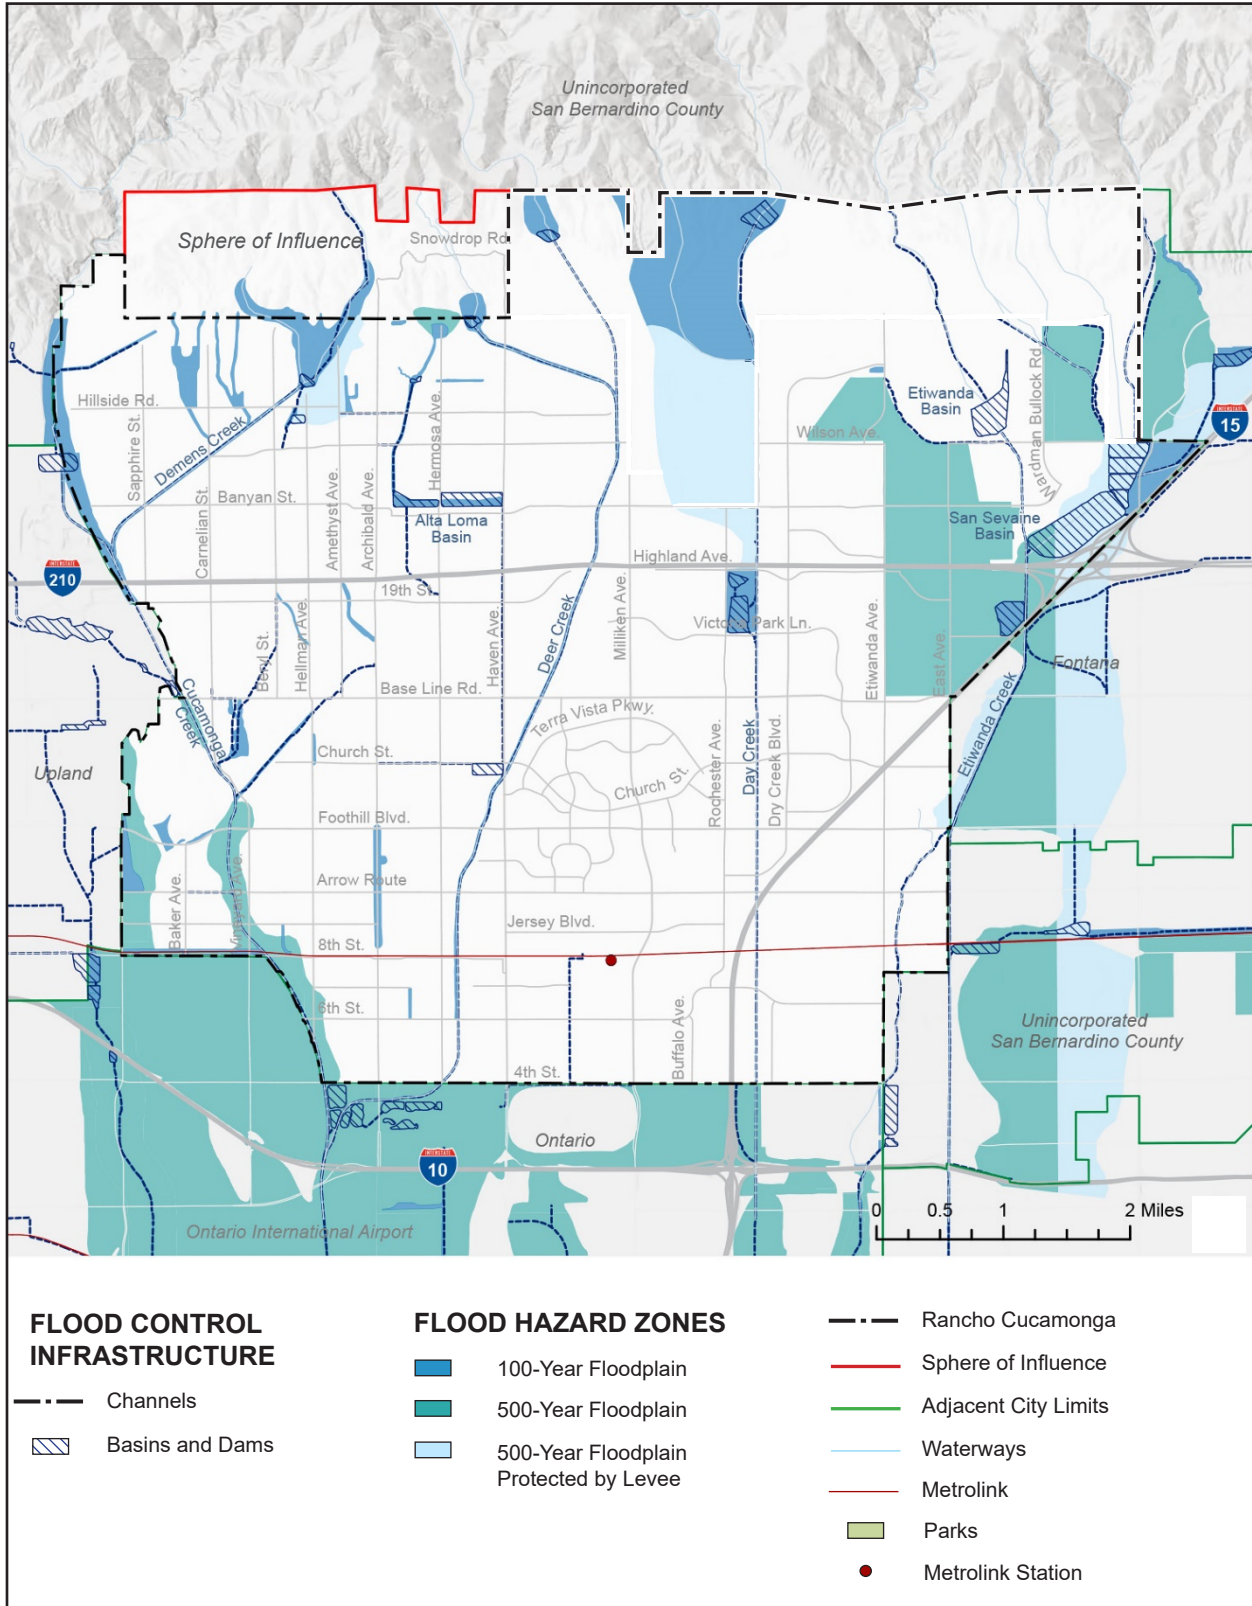 Unincorporated
San Bernardino County
Sphere of Influence
Snowdrop Rd.
Hillside Rd.
Sapphire St.
Demens Creek
Carnelian St.
Banyan St.
Amethyst Ave.
Archibald Ave.
Hermosa Ave.
Alta Loma
Basin
Wilson Ave.
Etiwanda
Basin
Wardman Bullock Rd.
INTERSTATE
15
San Sevaine
Basin
Highland Ave.
INTERSTATE
210
19th St.
Beryl St.
Hellman Ave.
Haven Ave.
Deer Creek
Milliken Ave.
Victoria Park Ln.
Etiwanda Ave.
East Ave.
Fontana
Base Line Rd.
Cucamonga
Creek
Terra Vista Pkwy.
Etiwanda Creek
Upland
Church St.
Church St.
Rochester Ave.
Day Creek
Dry Creek Blvd.
Foothill Blvd.
Arrow Route
Baker Ave.
Vineyard Ave.
Jersey Blvd.
8th St.
6th St.
Buffalo Ave.
Unincorporated
San Bernardino County
4th St.
Ontario
INTERSTATE
10
Ontario International Airport
0 0.5 1 2 Miles
FLOOD CONTROL
INFRASTRUCTURE
Channels
Basins and Dams
FLOOD HAZARD ZONES
100-Year Floodplain
500-Year Floodplain
500-Year Floodplain
Protected by Levee
Rancho Cucamonga
Sphere of Influence
Adjacent City Limits
Waterways
Metrolink
Parks
Metrolink Station